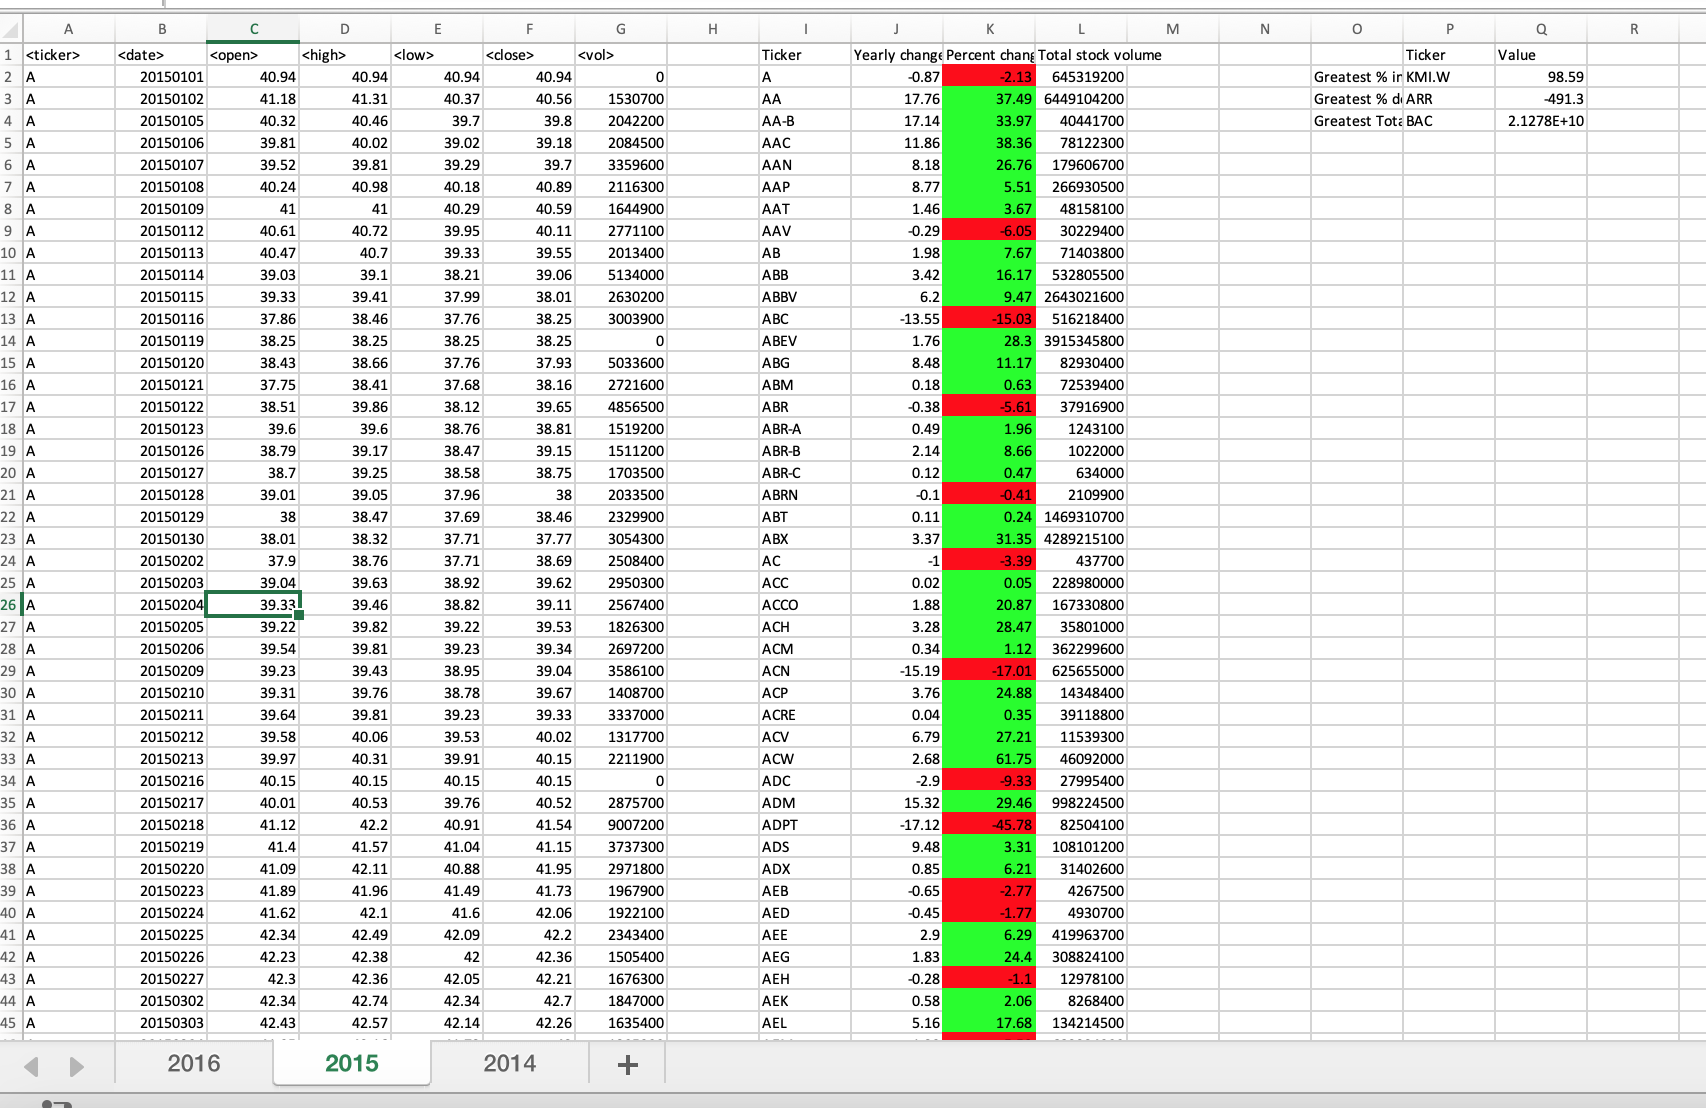 A B C D E F G H I J K L M N O P Q R
1 <ticker> <date> <open> <high> <low> <close> <vol> Ticker Yearly change Percent chang Total stock volume Ticker Value
2 A 20150101 40.94 40.94 40.94 40.94 0 A -0.87 -2.13 645319200 Greatest % in KMI.W 98.59
3 A 20150102 41.18 41.31 40.37 40.56 1530700 AA 17.76 37.49 6449104200 Greatest % d ARR -491.3
4 A 20150105 40.32 40.46 39.7 39.8 2042200 AA-B 17.14 33.97 40441700 Greatest Tota BAC 2.1278E+10
5 A 20150106 39.81 40.02 39.02 39.18 2084500 AAC 11.86 38.36 78122300
6 A 20150107 39.52 39.81 39.29 39.7 3359600 AAN 8.18 26.76 179606700
7 A 20150108 40.24 40.98 40.18 40.89 2116300 AAP 8.77 5.51 266930500
8 A 20150109 41 41 40.29 40.59 1644900 AAT 1.46 3.67 48158100
9 A 20150112 40.61 40.72 39.95 40.11 2771100 AAV -0.29 -6.05 30229400
10 A 20150113 40.47 40.7 39.33 39.55 2013400 AB 1.98 7.67 71403800
11 A 20150114 39.03 39.1 38.21 39.06 5134000 ABB 3.42 16.17 532805500
12 A 20150115 39.33 39.41 37.99 38.01 2630200 ABBV 6.2 9.47 2643021600
13 A 20150116 37.86 38.46 37.76 38.25 3003900 ABC -13.55 -15.03 516218400
14 A 20150119 38.25 38.25 38.25 38.25 0 ABEV 1.76 28.3 3915345800
15 A 20150120 38.43 38.66 37.76 37.93 5033600 ABG 8.48 11.17 82930400
16 A 20150121 37.75 38.41 37.68 38.16 2721600 ABM 0.18 0.63 72539400
17 A 20150122 38.51 39.86 38.12 39.65 4856500 ABR -0.38 -5.61 37916900
18 A 20150123 39.6 39.6 38.76 38.81 1519200 ABR-A 0.49 1.96 1243100
19 A 20150126 38.79 39.17 38.47 39.15 1511200 ABR-B 2.14 8.66 1022000
20 A 20150127 38.7 39.25 38.58 38.75 1703500 ABR-C 0.12 0.47 634000
21 A 20150128 39.01 39.05 37.96 38 2033500 ABRN -0.1 -0.41 2109900
22 A 20150129 38 38.47 37.69 38.46 2329900 ABT 0.11 0.24 1469310700
23 A 20150130 38.01 38.32 37.71 37.77 3054300 ABX 3.37 31.35 4289215100
24 A 20150202 37.9 38.76 37.71 38.69 2508400 AC -1 -3.39 437700
25 A 20150203 39.04 39.63 38.92 39.62 2950300 ACC 0.02 0.05 228980000
26 A 20150204 39.33 39.46 38.82 39.11 2567400 ACCO 1.88 20.87 167330800
27 A 20150205 39.22 39.82 39.22 39.53 1826300 ACH 3.28 28.47 35801000
28 A 20150206 39.54 39.81 39.23 39.34 2697200 ACM 0.34 1.12 362299600
29 A 20150209 39.23 39.43 38.95 39.04 3586100 ACN -15.19 -17.01 625655000
30 A 20150210 39.31 39.76 38.78 39.67 1408700 ACP 3.76 24.88 14348400
31 A 20150211 39.64 39.81 39.23 39.33 3337000 ACRE 0.04 0.35 39118800
32 A 20150212 39.58 40.06 39.53 40.02 1317700 ACV 6.79 27.21 11539300
33 A 20150213 39.97 40.31 39.91 40.15 2211900 ACW 2.68 61.75 46092000
34 A 20150216 40.15 40.15 40.15 40.15 0 ADC -2.9 -9.33 27995400
35 A 20150217 40.01 40.53 39.76 40.52 2875700 ADM 15.32 29.46 998224500
36 A 20150218 41.12 42.2 40.91 41.54 9007200 ADPT -17.12 -45.78 82504100
37 A 20150219 41.4 41.57 41.04 41.15 3737300 ADS 9.48 3.31 108101200
38 A 20150220 41.09 42.11 40.88 41.95 2971800 ADX 0.85 6.21 31402600
39 A 20150223 41.89 41.96 41.49 41.73 1967900 AEB -0.65 -2.77 4267500
40 A 20150224 41.62 42.1 41.6 42.06 1922100 AED -0.45 -1.77 4930700
41 A 20150225 42.34 42.49 42.09 42.2 2343400 AEE 2.9 6.29 419963700
42 A 20150226 42.23 42.38 42 42.36 1505400 AEG 1.83 24.4 308824100
43 A 20150227 42.3 42.36 42.05 42.21 1676300 AEH -0.28 -1.1 12978100
44 A 20150302 42.34 42.74 42.34 42.7 1847000 AEK 0.58 2.06 8268400
45 A 20150303 42.43 42.57 42.14 42.26 1635400 AEL 5.16 17.68 134214500
2016 2015 2014 +